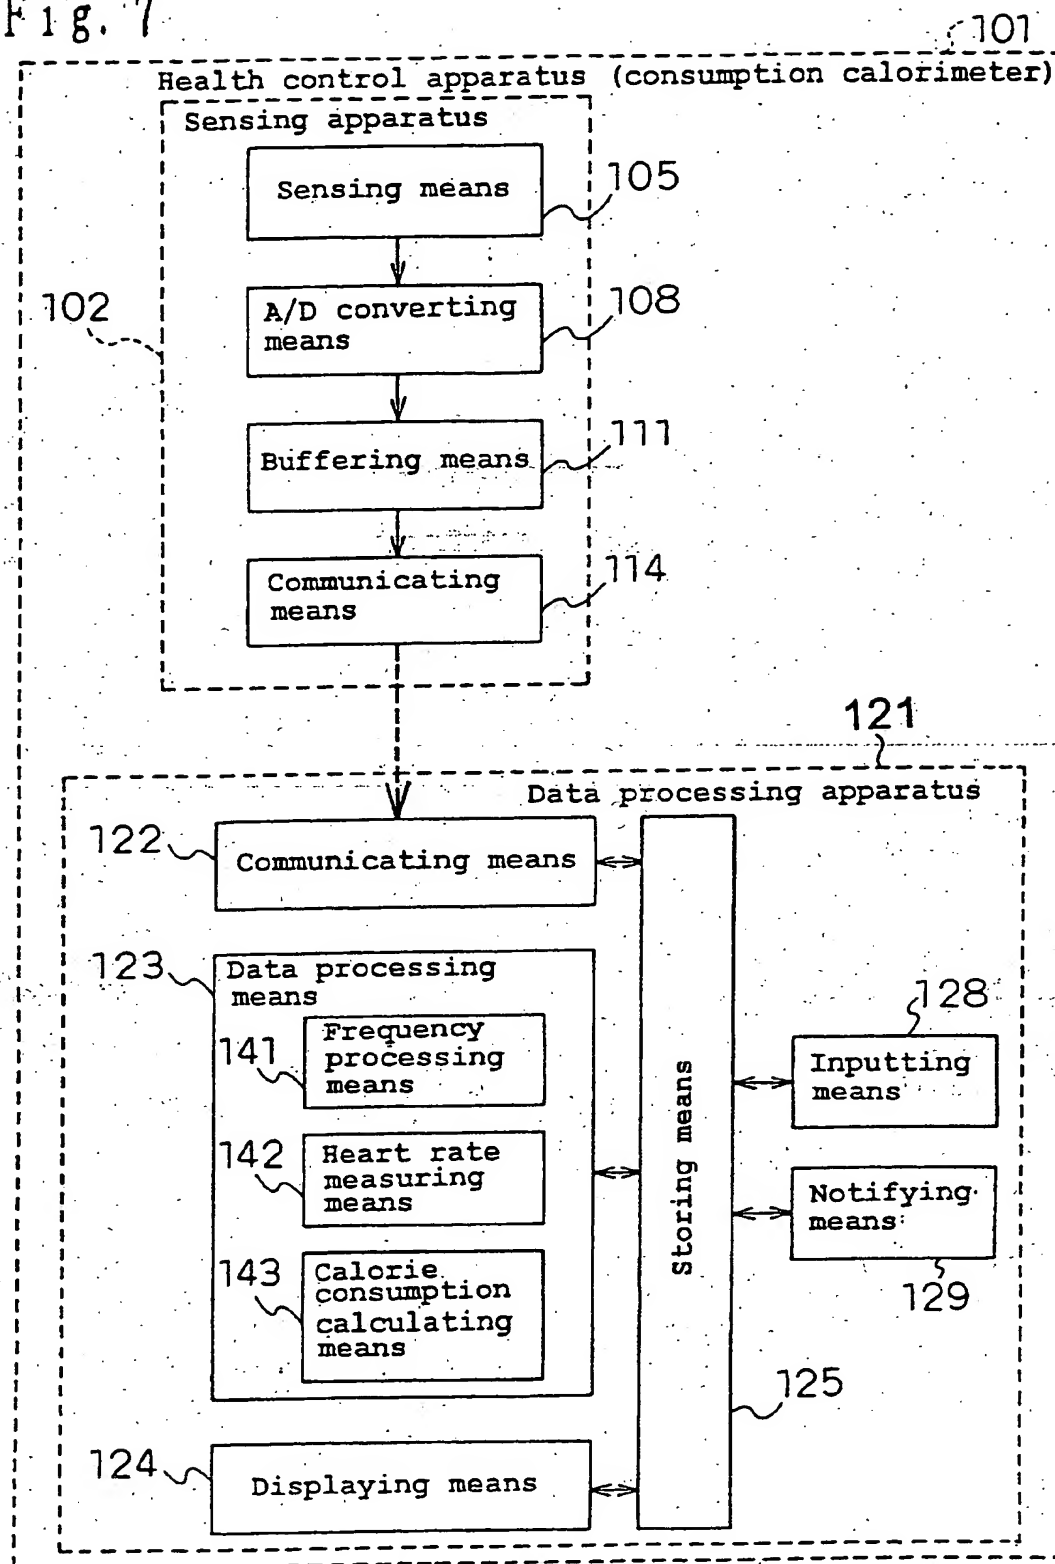 Fig. 7
101
Health control apparatus (consumption calorimeter)
Sensing apparatus
Sensing means
105
102
A/D converting
means
108
Buffering means
111
Communicating
means
114
121
Data processing apparatus
122
Communicating means
123
Data processing
means
141
Frequency
processing
means
142
Heart rate
measuring
means
143
Calorie
consumption
calculating
means
124
Displaying means
Storing means
125
128
Inputting
means
Notifying
means
129